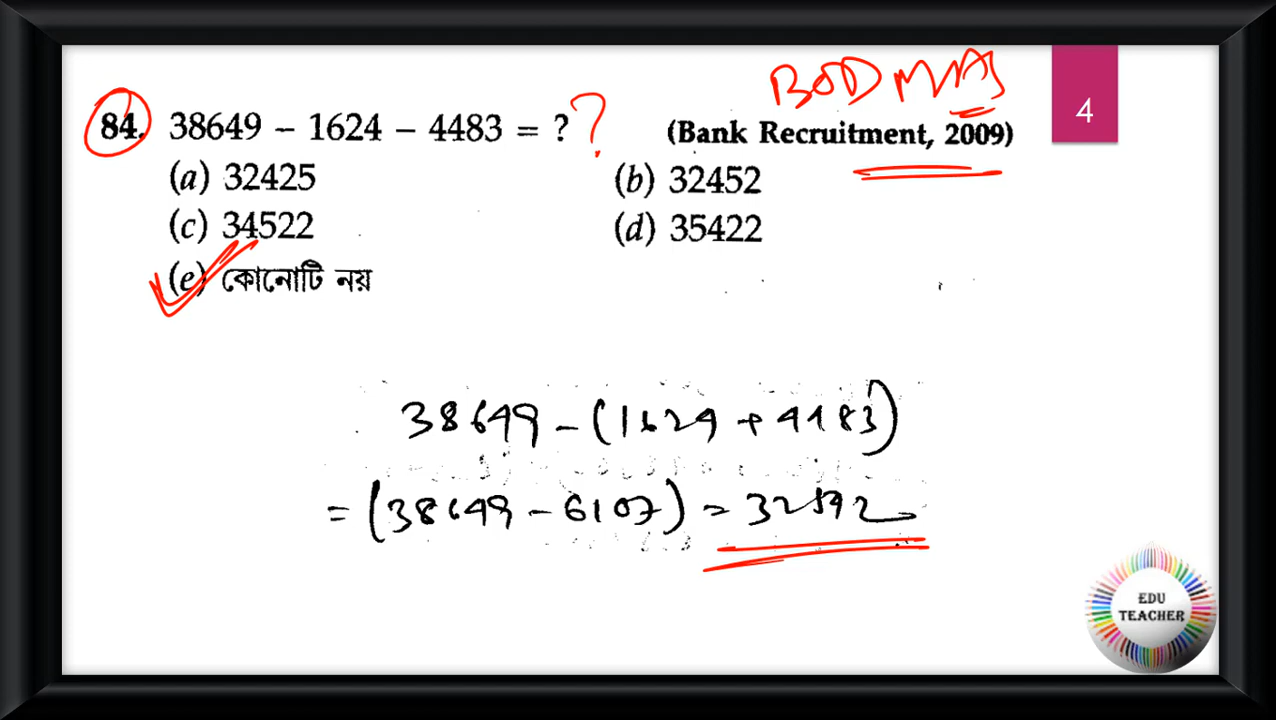 BODMAS
4
84. 38649 – 1624 – 4483 = ? ?
(Bank Recruitment, 2009)
(a) 32425
(b) 32452
(c) 34522
(d) 35422
(e) কোনোটি নয়
38649 - (1624 + 4483)
= (38649 - 6107) = 32542
EDU
TEACHER